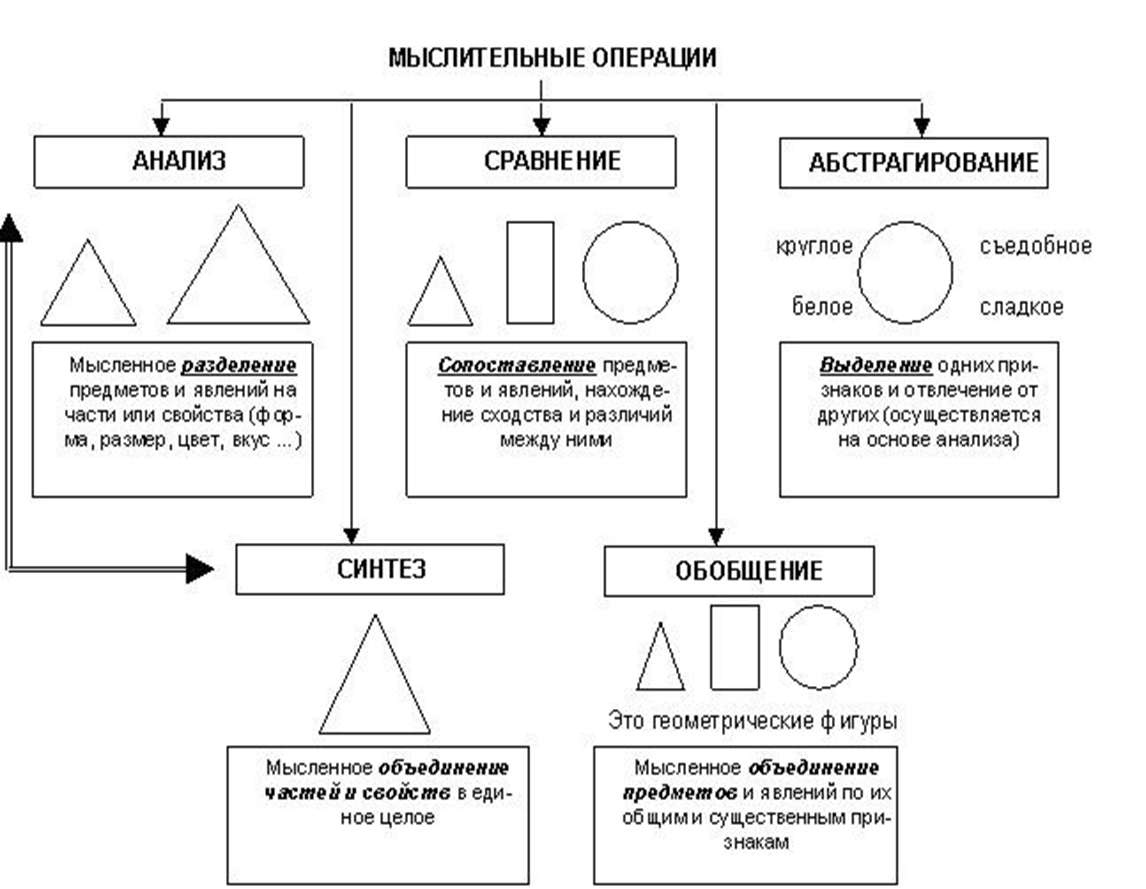 МЫСЛИТЕЛЬНЫЕ ОПЕРАЦИИ
АНАЛИЗ
СРАВНЕНИЕ
АБСТРАГИРОВАНИЕ
круглое
съедобное
белое
сладкое
Мысленное разделение
предметов и явлений на
части или свойства (фор-
ма, размер, цвет, вкус ...)
Сопоставление предме-
тов и явлений, нахожде-
ние сходства и различий
между ними
Выделение одних при-
знаков и отвлечение от
других (осуществляется
на основе анализа)
СИНТЕЗ
ОБОБЩЕНИЕ
Это геометрические фигуры
Мысленное объединение
частей и свойств в еди-
ное целое
Мысленное объединение
предметов и явлений по их
общим и существенным при-
знакам